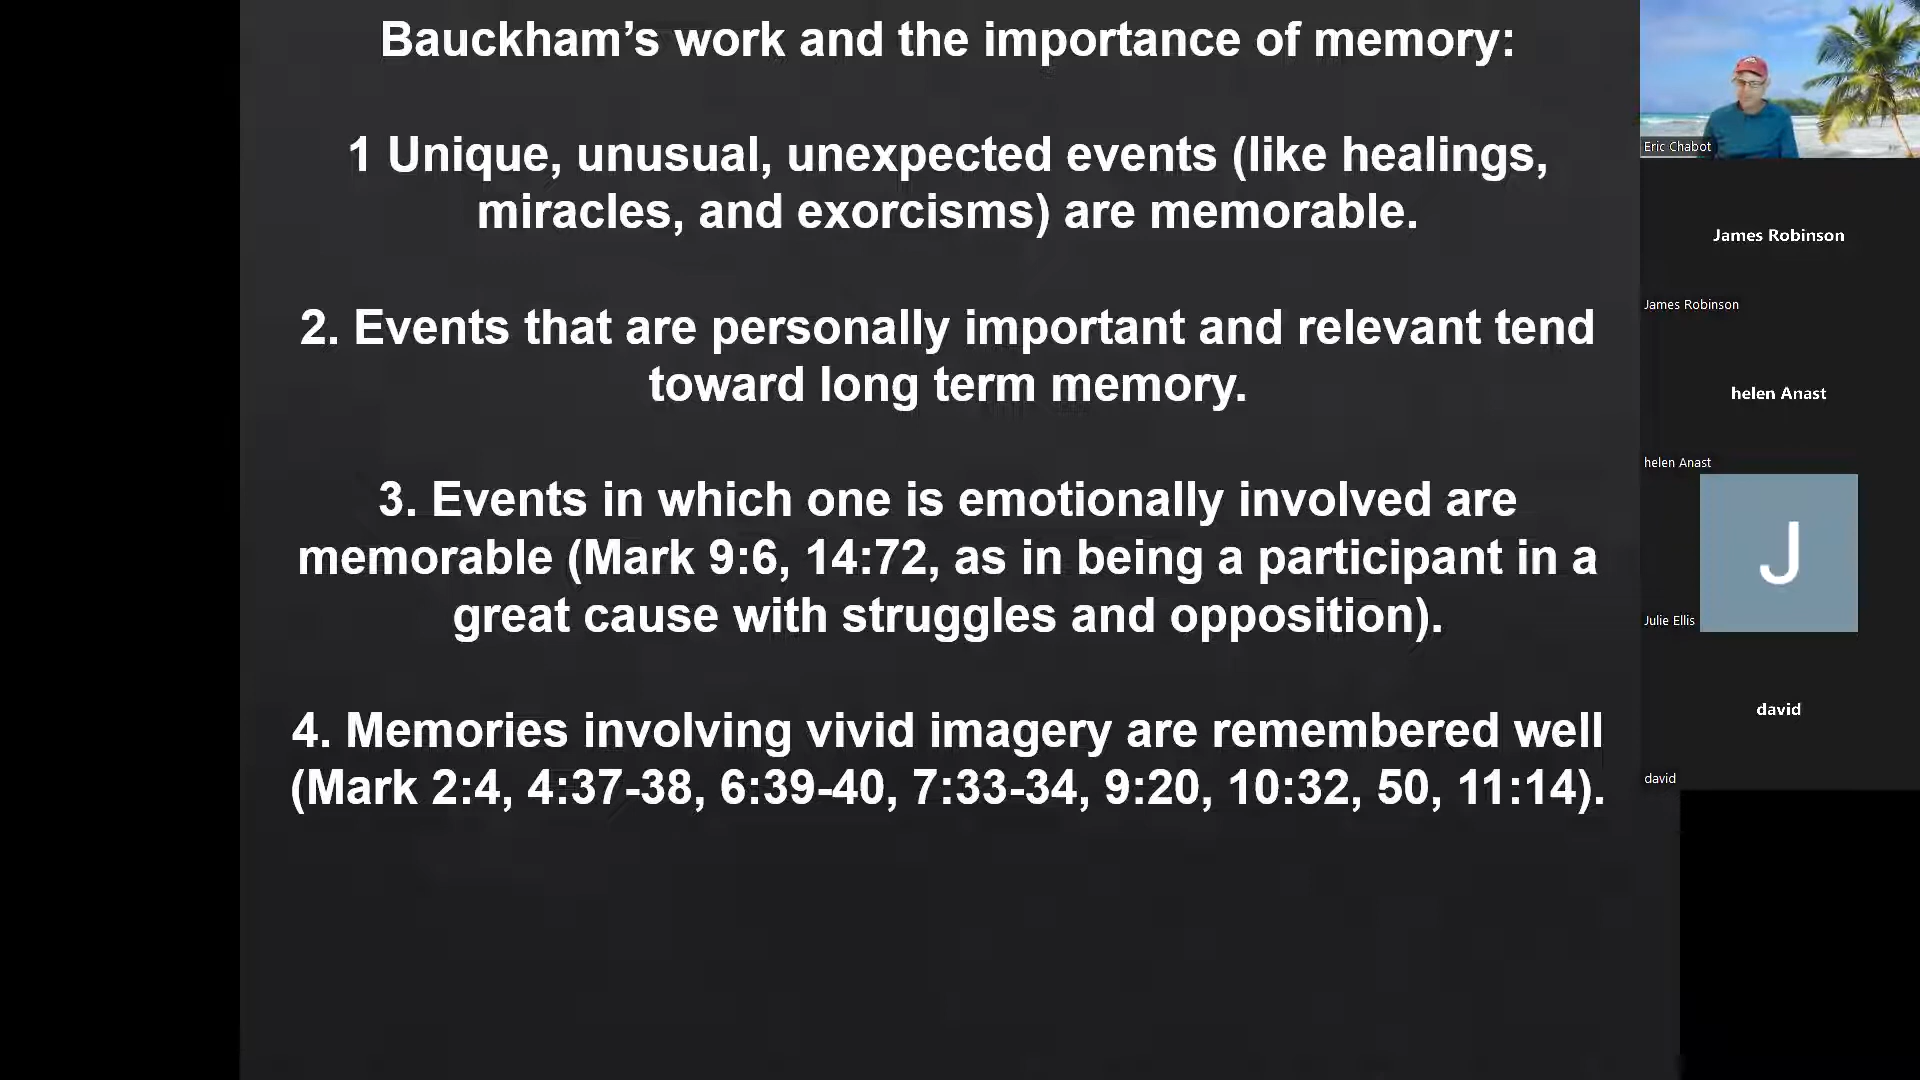 Bauckham’s work and the importance of memory:
1 Unique, unusual, unexpected events (like healings,
miracles, and exorcisms) are memorable.
2. Events that are personally important and relevant tend
toward long term memory.
3. Events in which one is emotionally involved are
memorable (Mark 9:6, 14:72, as in being a participant in a
great cause with struggles and opposition).
4. Memories involving vivid imagery are remembered well
(Mark 2:4, 4:37-38, 6:39-40, 7:33-34, 9:20, 10:32, 50, 11:14).
Eric Chabot
James Robinson
James Robinson
helen Anast
helen Anast
J
Julie Ellis
david
david